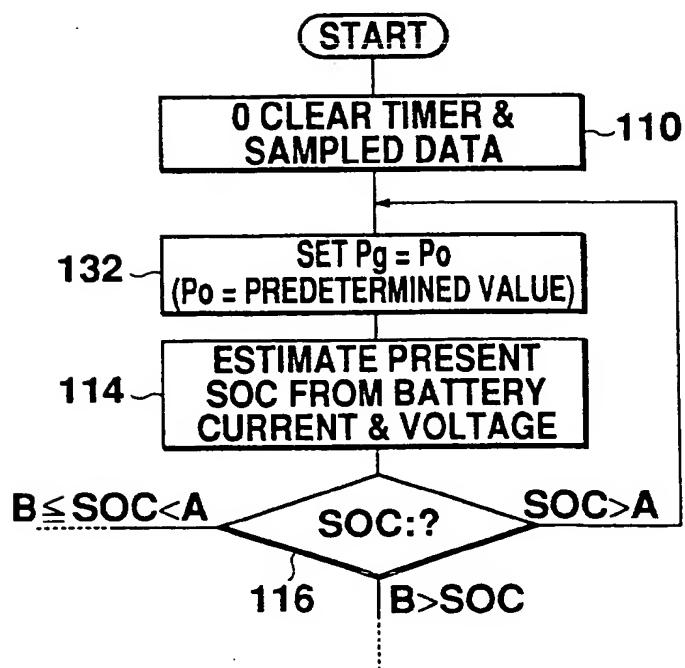 START
0 CLEAR TIMER &
SAMPLED DATA
110
132
SET Pg = Po
(Po = PREDETERMINED VALUE)
114
ESTIMATE PRESENT
SOC FROM BATTERY
CURRENT & VOLTAGE
B≦SOC<A
SOC:?
SOC>A
116
B>SOC